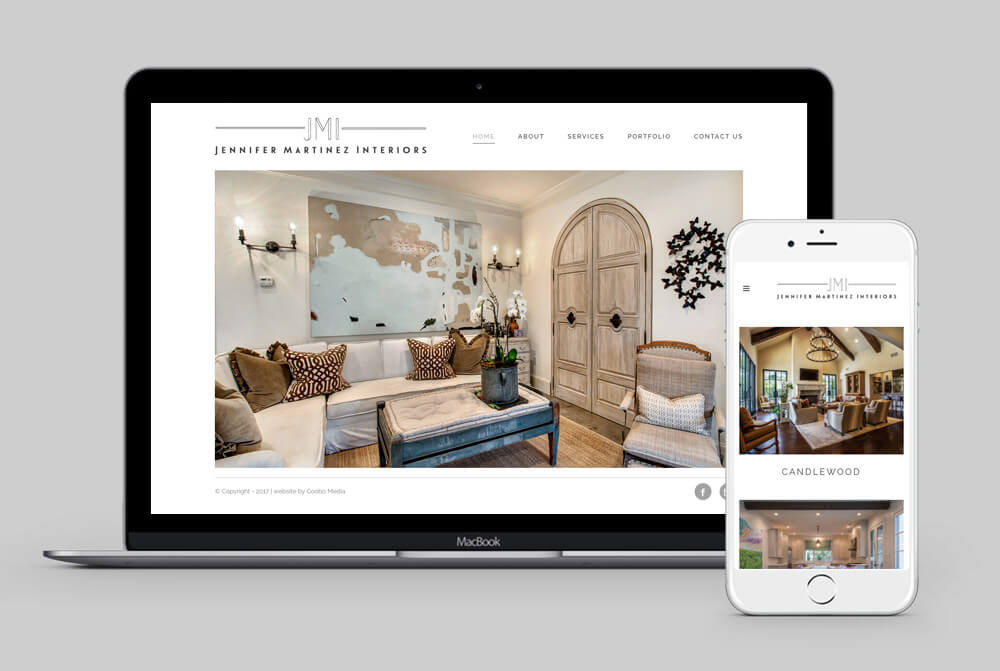 JMI
JENNIFER MARTINEZ INTERIORS
HOME ABOUT SERVICES PORTFOLIO CONTACT US
© Copyright - 2017 | website by Coobo Media
f
MacBook
JMI
JENNIFER MARTINEZ INTERIORS
CANDLEWOOD